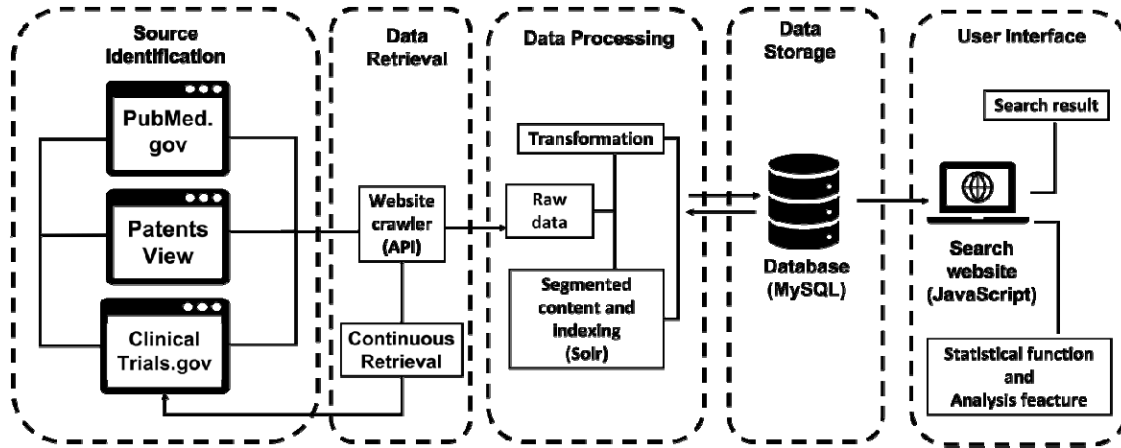 Source
Identification
PubMed.
gov
Patents
View
Clinical
Trials.gov
Data
Retrieval
Website
crawler
(API)
Continuous
Retrieval
Data Processing
Transformation
Raw
data
Segmented
content and
indexing
(Solr)
Data
Storage
Database
(MySQL)
User Interface
Search result
Search
website
(JavaScript)
Statistical function
and
Analysis feacture